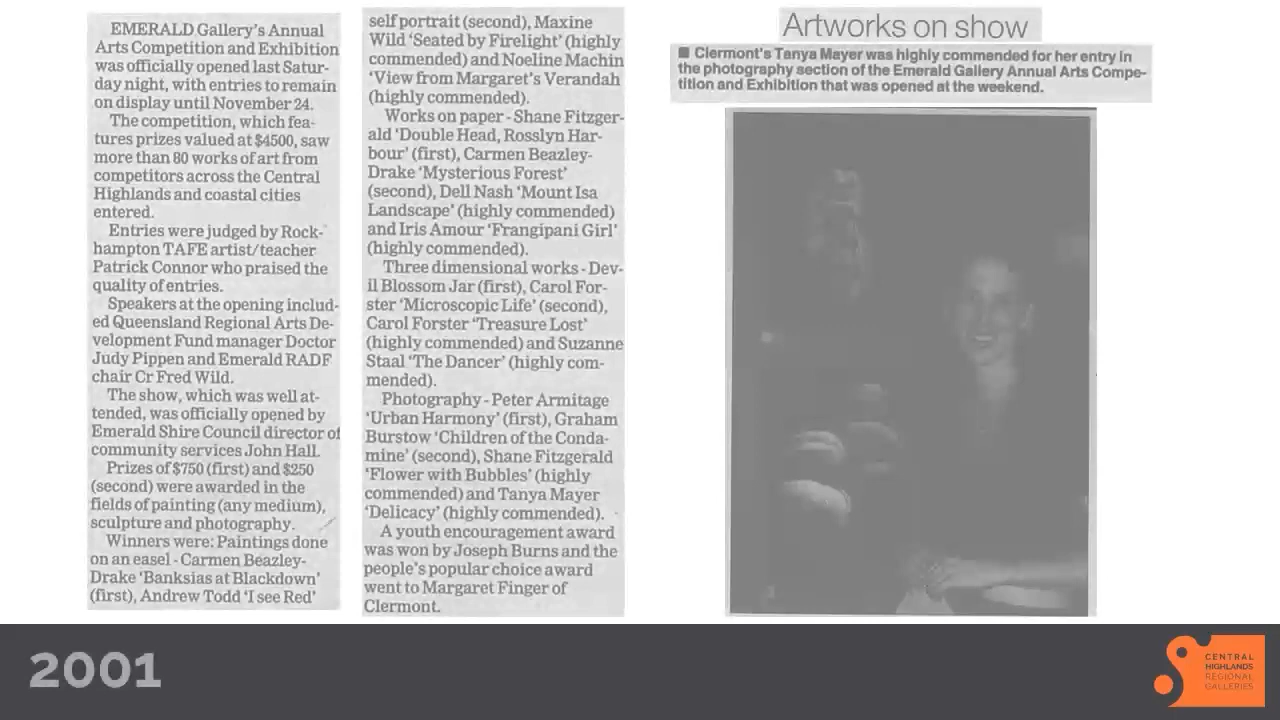 EMERALD Gallery's Annual
Arts Competition and Exhibition
was officially opened last Satur-
day night, with entries to remain
on display until November 24.
The competition, which fea-
tures prizes valued at $4500, saw
more than 80 works of art from
competitors across the Central
Highlands and coastal cities
entered.
Entries were judged by Rock-
hampton TAFE artist/teacher
Patrick Connor who praised the
quality of entries.
Speakers at the opening includ-
ed Queensland Regional Arts De-
velopment Fund manager Doctor
Judy Pippen and Emerald RADF
chair Cr Fred Wild.
The show, which was well at-
tended, was officially opened by
Emerald Shire Council director of
community services John Hall.
Prizes of $750 (first) and $250
(second) were awarded in the
fields of painting (any medium),
sculpture and photography.
Winners were: Paintings done
on an easel - Carmen Beazley-
Drake 'Banksias at Blackdown'
(first), Andrew Todd 'I see Red'
self portrait (second), Maxine
Wild 'Seated by Firelight' (highly
commended) and Noeline Machin
'View from Margaret's Verandah
(highly commended).
Works on paper - Shane Fitzger-
ald 'Double Head, Rosslyn Har-
bour' (first), Carmen Beazley-
Drake 'Mysterious Forest'
(second), Dell Nash 'Mount Isa
Landscape' (highly commended)
and Iris Amour 'Frangipani Girl'
(highly commended).
Three dimensional works - Dev-
il Blossom Jar (first), Carol For-
ster 'Microscopic Life' (second),
Carol Forster 'Treasure Lost'
(highly commended) and Suzanne
Staal 'The Dancer' (highly com-
mended).
Photography - Peter Armitage
'Urban Harmony' (first), Graham
Burstow 'Children of the Conda-
mine' (second), Shane Fitzgerald
'Flower with Bubbles' (highly
commended) and Tanya Mayer
'Delicacy' (highly commended).
A youth encouragement award
was won by Joseph Burns and the
people's popular choice award
went to Margaret Finger of
Clermont.
Artworks on show
■ Clermont's Tanya Mayer was highly commended for her entry in
the photography section of the Emerald Gallery Annual Arts Compe-
tition and Exhibition that was opened at the weekend.
2001
CENTRAL
HIGHLANDS
REGIONAL
GALLERIES